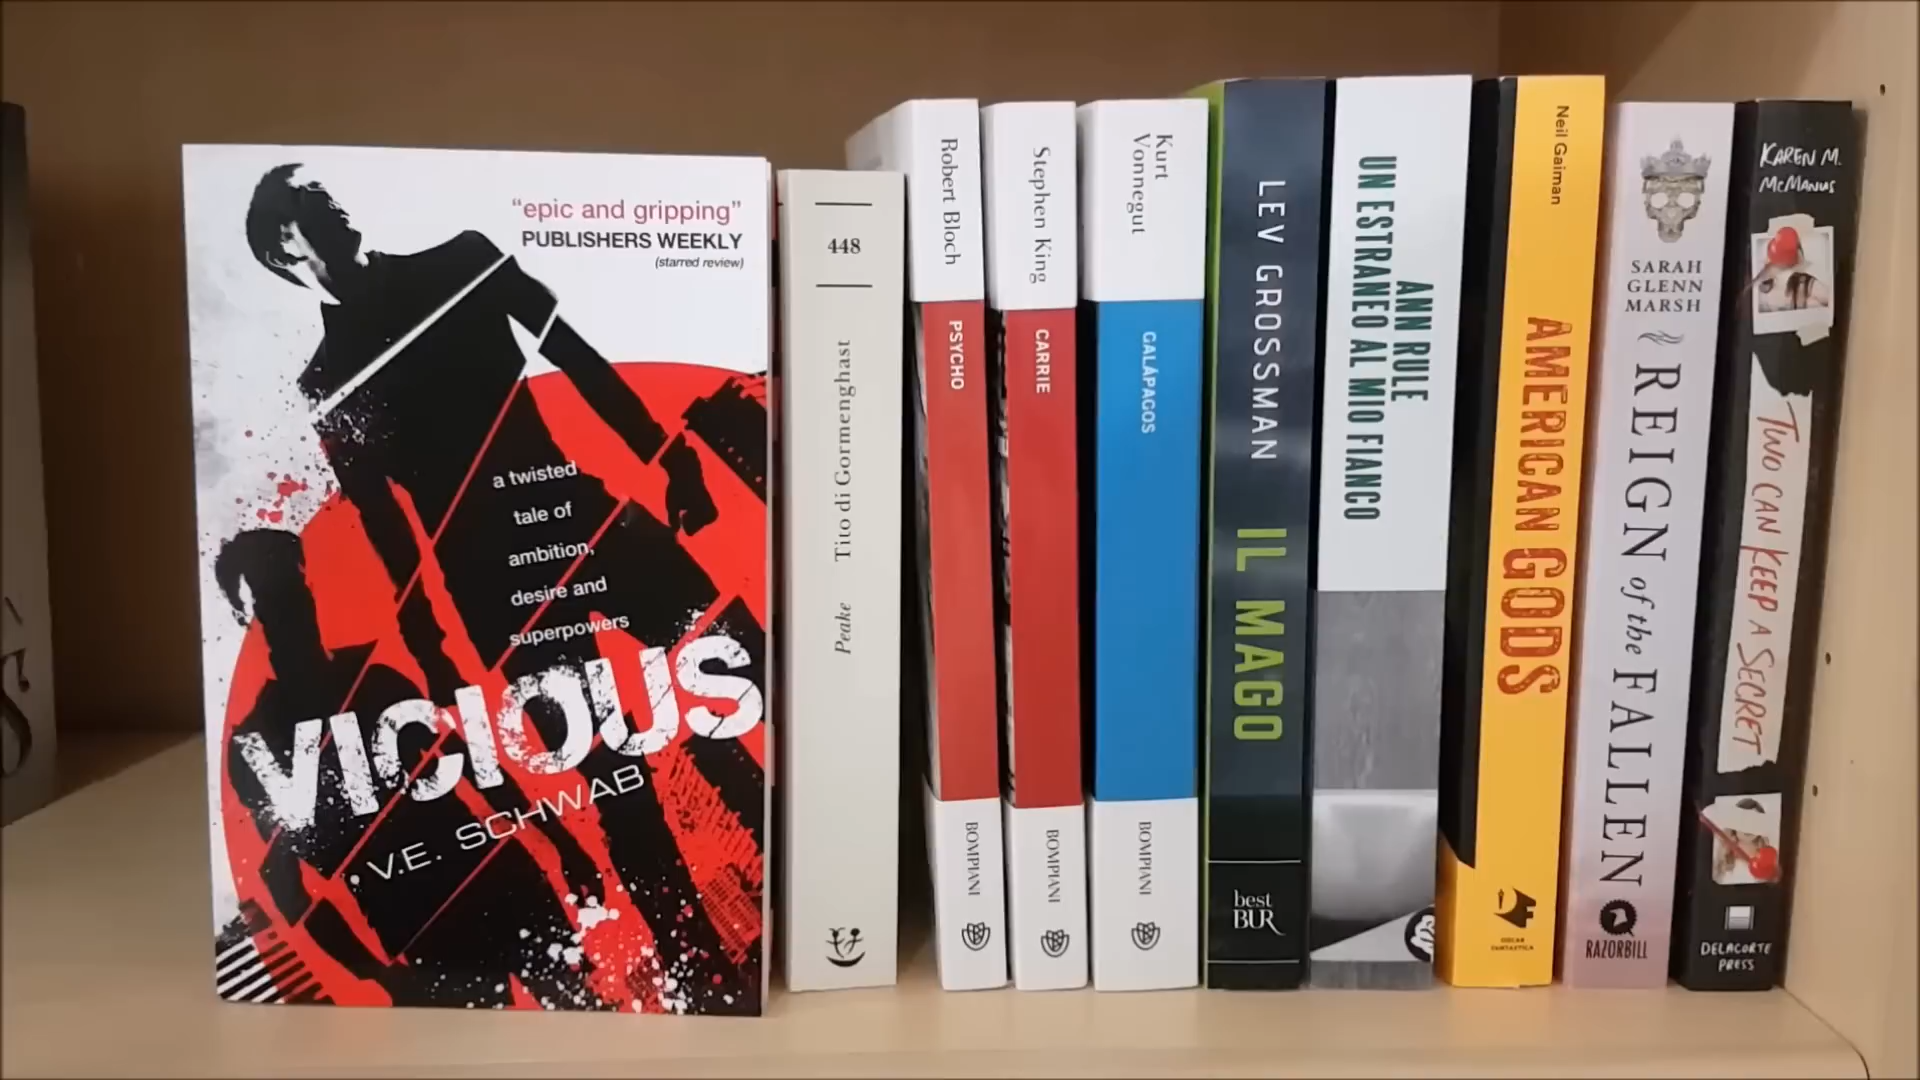 “epic and gripping”
PUBLISHERS WEEKLY
(starred review)
a twisted
tale of
ambition,
desire and
superpowers
VICIOUS
V.E. SCHWAB
448
Peake Tito di Gormenghast
Robert Bloch
PSYCHO
BOMPIANI
Stephen King
CARRIE
BOMPIANI
Kurt
Vonnegut
GALÁPAGOS
BOMPIANI
LEV GROSSMAN
IL MAGO
best
BUR
ANN RULE
UN ESTRANEO AL MIO FIANCO
Neil Gaiman
AMERICAN GODS
OSCAR
FANTASTICA
SARAH
GLENN
MARSH
REIGN of the FALLEN
RAZORBILL
KAREN M.
McMANUS
TWO CAN KEEP A SECRET
DELACORTE
PRESS